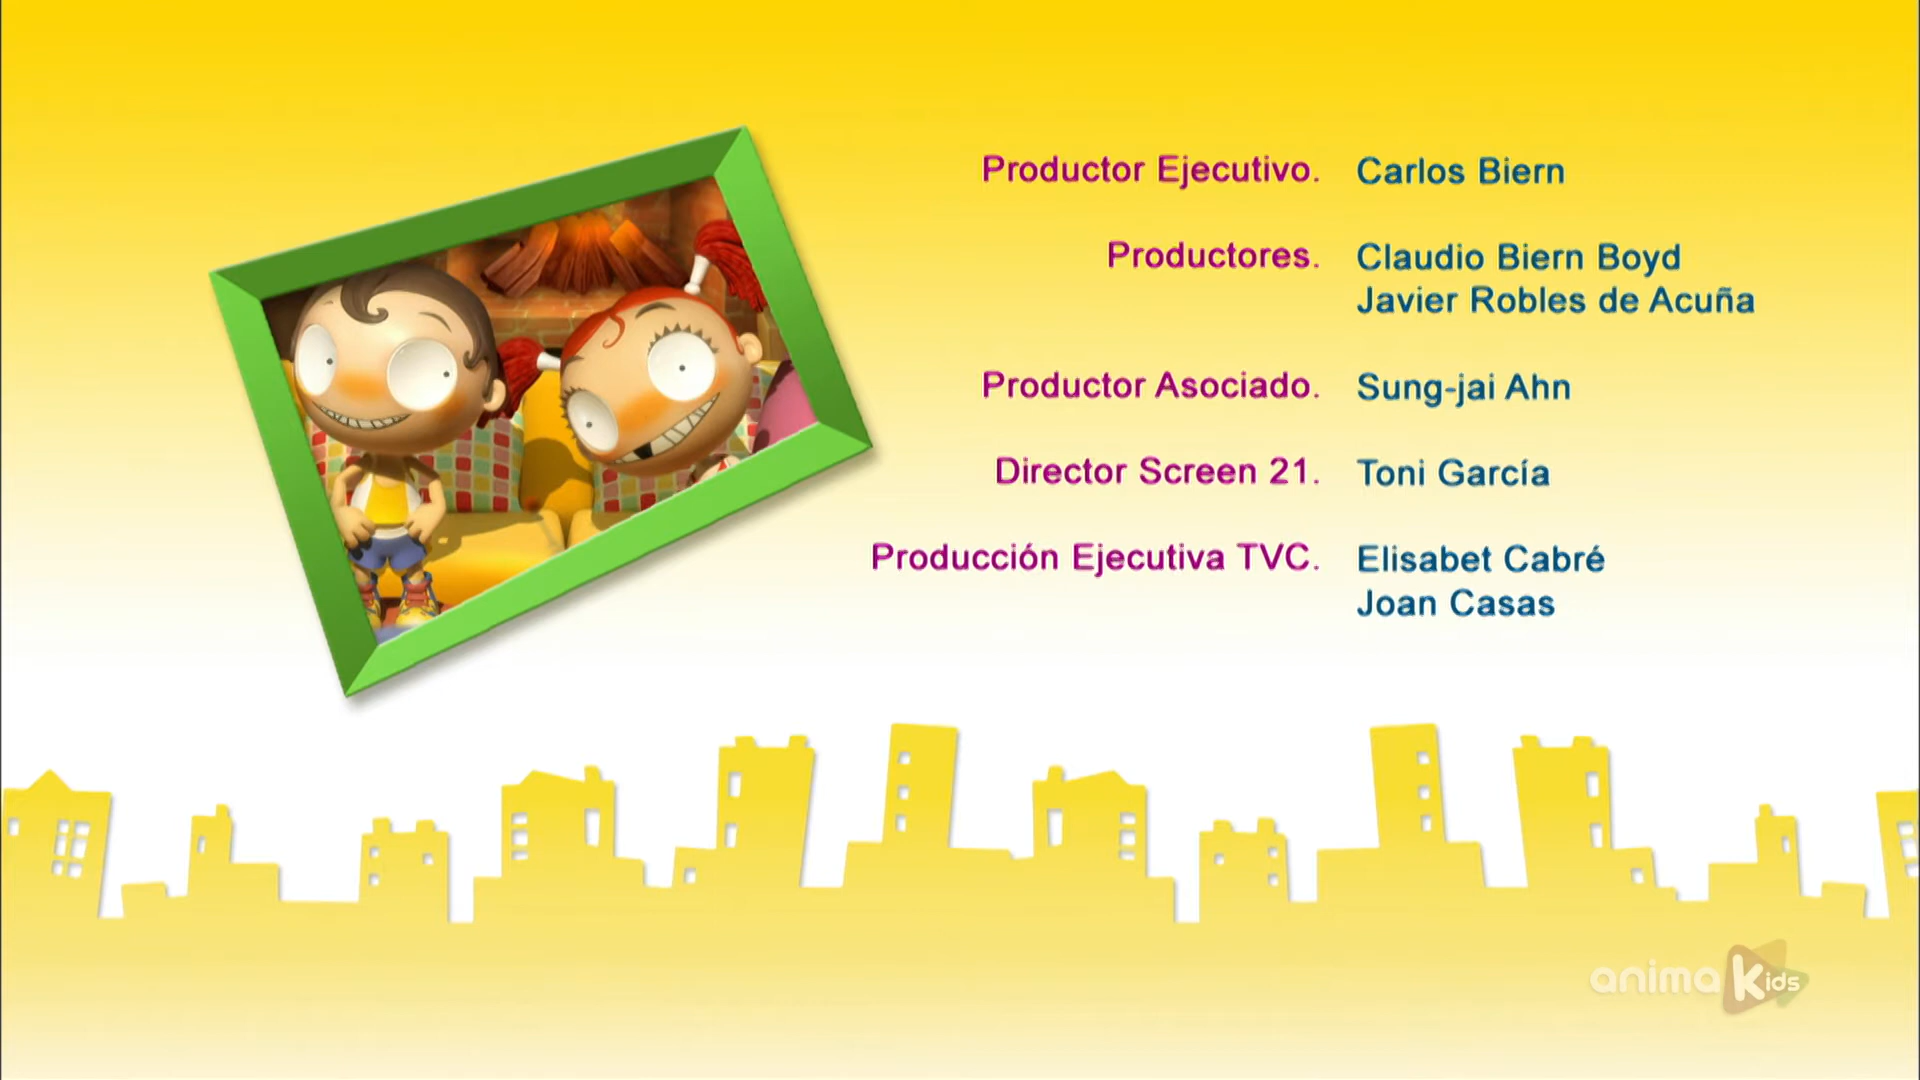 Productor Ejecutivo. Carlos Biern
Productores. Claudio Biern Boyd
Javier Robles de Acuña
Productor Asociado. Sung-jai Ahn
Director Screen 21. Toni García
Producción Ejecutiva TVC. Elisabet Cabré
Joan Casas
anima Kids